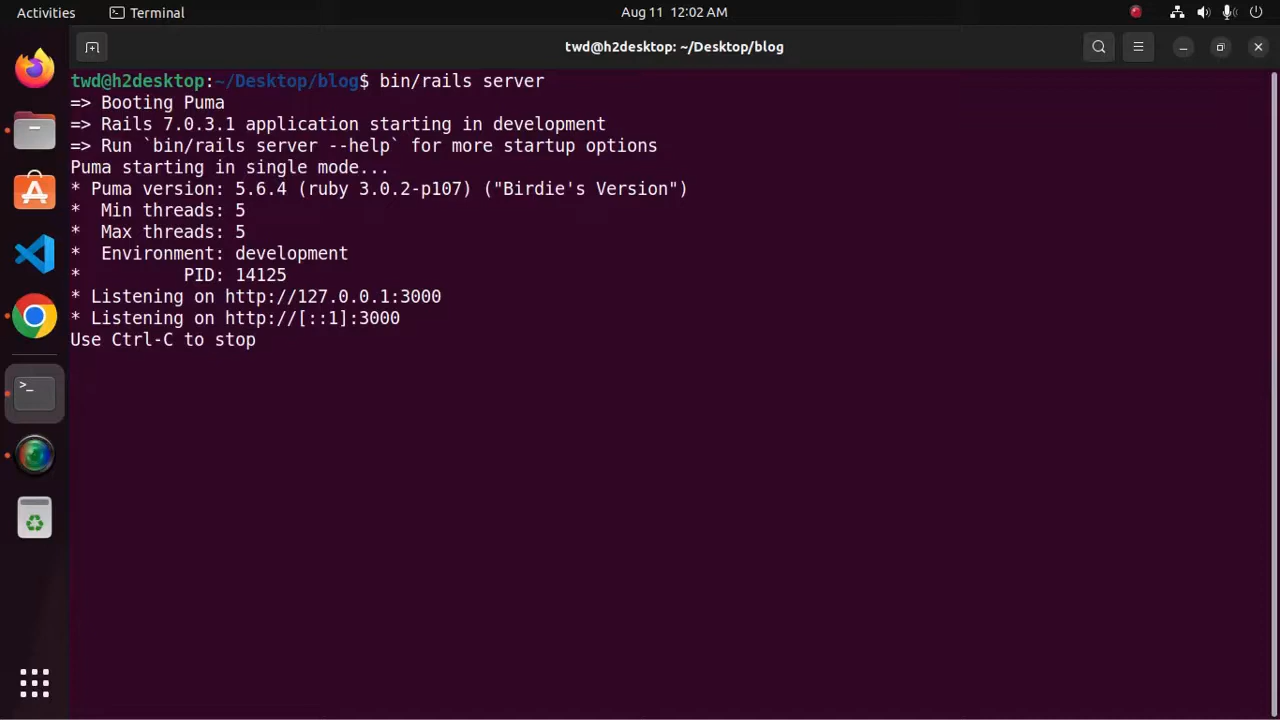 Activities Terminal Aug 11 12:02 AM
twd@h2desktop: ~/Desktop/blog
twd@h2desktop:~/Desktop/blog$ bin/rails server
=> Booting Puma
=> Rails 7.0.3.1 application starting in development
=> Run `bin/rails server --help` for more startup options
Puma starting in single mode...
* Puma version: 5.6.4 (ruby 3.0.2-p107) ("Birdie's Version")
*  Min threads: 5
*  Max threads: 5
*  Environment: development
*          PID: 14125
* Listening on http://127.0.0.1:3000
* Listening on http://[::1]:3000
Use Ctrl-C to stop